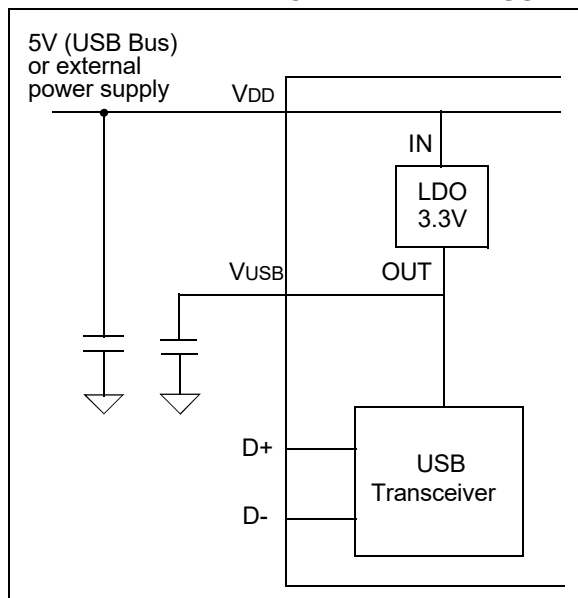 5V (USB Bus)
or external
power supply
VDD
IN
LDO
3.3V
VUSB
OUT
D+
USB
Transceiver
D-